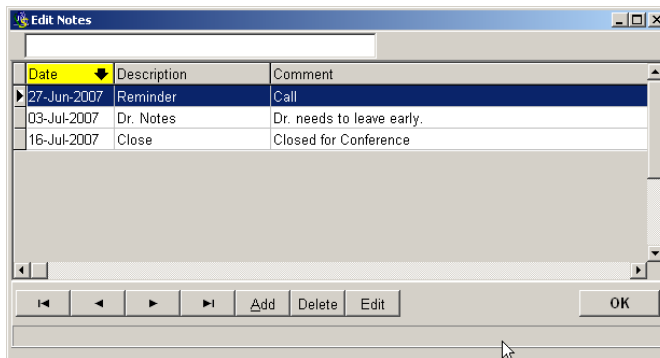 Edit Notes
Date Description Comment
27-Jun-2007 Reminder Call
03-Jul-2007 Dr. Notes Dr. needs to leave early.
16-Jul-2007 Close Closed for Conference
Add Delete Edit OK